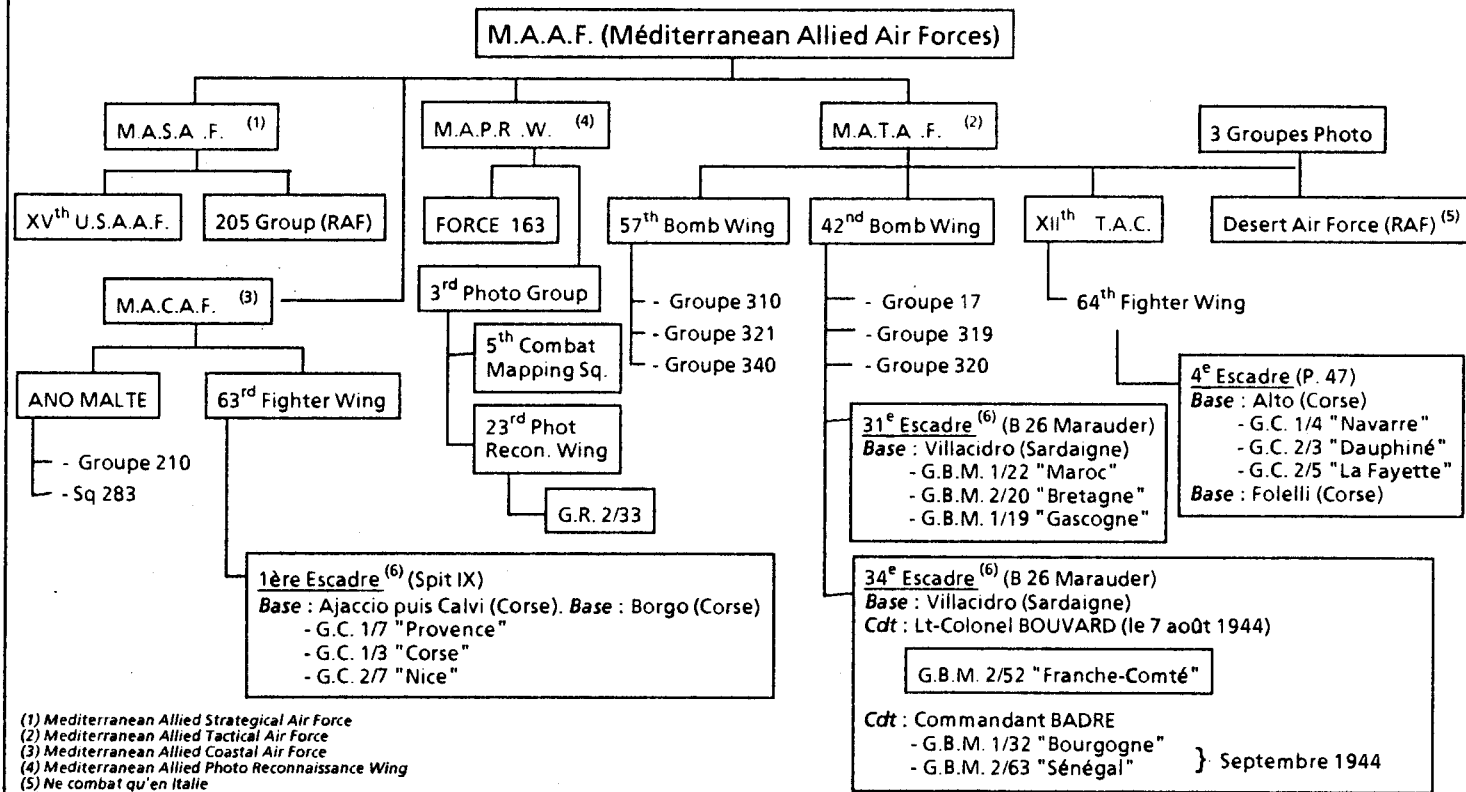 M.A.A.F. (Méditerranean Allied Air Forces)
M.A.S.A .F. (1)
M.A.P.R .W. (4)
M.A.T.A .F. (2)
3 Groupes Photo
XVth U.S.A.A.F.
205 Group (RAF)
FORCE 163
57th Bomb Wing
42nd Bomb Wing
XIIth T.A.C.
Desert Air Force (RAF) (5)
M.A.C.A.F. (3)
3rd Photo Group
- Groupe 310
- Groupe 321
- Groupe 340
- Groupe 17
- Groupe 319
- Groupe 320
64th Fighter Wing
5th Combat
Mapping Sq.
ANO MALTE
63rd Fighter Wing
23rd Phot
Recon. Wing
- Groupe 210
- Sq 283
G.R. 2/33
4e Escadre (P. 47)
Base : Alto (Corse)
- G.C. 1/4 "Navarre"
- G.C. 2/3 "Dauphiné"
- G.C. 2/5 "La Fayette"
Base : Folelli (Corse)
31e Escadre (6) (B 26 Marauder)
Base : Villacidro (Sardaigne)
- G.B.M. 1/22 "Maroc"
- G.B.M. 2/20 "Bretagne"
- G.B.M. 1/19 "Gascogne"
1ère Escadre (6) (Spit IX)
Base : Ajaccio puis Calvi (Corse). Base : Borgo (Corse)
- G.C. 1/7 "Provence"
- G.C. 1/3 "Corse"
- G.C. 2/7 "Nice"
34e Escadre (6) (B 26 Marauder)
Base : Villacidro (Sardaigne)
Cdt : Lt-Colonel BOUVARD (le 7 août 1944)
G.B.M. 2/52 "Franche-Comté"
Cdt : Commandant BADRE
- G.B.M. 1/32 "Bourgogne"
- G.B.M. 2/63 "Sénégal" } Septembre 1944
(1) Mediterranean Allied Strategical Air Force
(2) Mediterranean Allied Tactical Air Force
(3) Mediterranean Allied Coastal Air Force
(4) Mediterranean Allied Photo Reconnaissance Wing
(5) Ne combat qu'en Italie